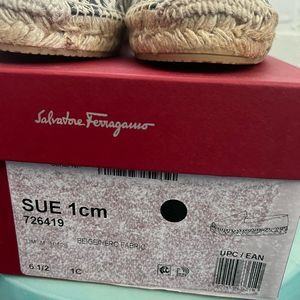 Salvatore Ferragamo
SUE 1cm
726419
BEIGE/NERO FABRIC
UPC / EAN
6 1/2 1C